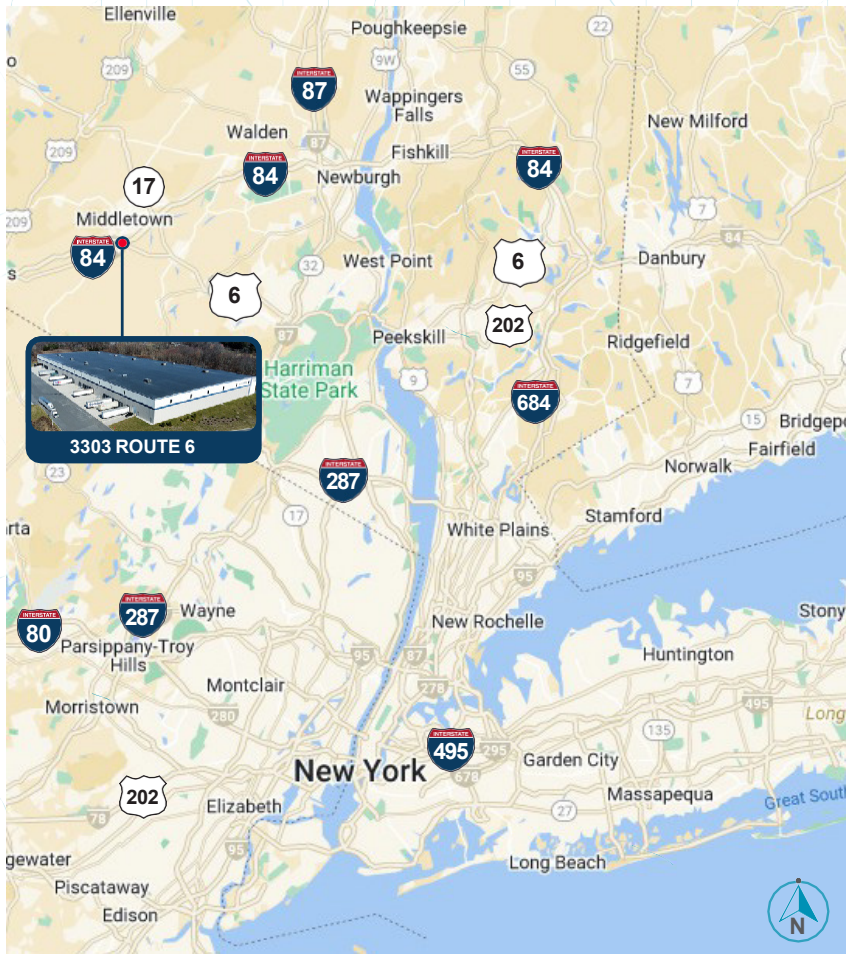 Ellenville
Poughkeepsie
22
9W
209
55
INTERSTATE
87
Wappingers
Falls
New Milford
Walden
87
Fishkill
209
INTERSTATE
84
INTERSTATE
84
Newburgh
17
7
209
Middletown
INTERSTATE
84
84
Danbury
West Point
32
6
s
6
202
87
Peekskill
Ridgefield
Harriman
State Park
9
7
INTERSTATE
684
15
Bridgepo
3303 ROUTE 6
Fairfield
23
Norwalk
INTERSTATE
287
17
Stamford
rta
White Plains
95
INTERSTATE
287
Wayne
INTERSTATE
80
New Rochelle
Stony
Parsippany-Troy
Hills
95
87
Huntington
278
Montclair
Morristown
280
495
Long
135
INTERSTATE
495
295
New York
Garden City
678
202
Elizabeth
Massapequa
Great South
78
27
95
gewater
Long Beach
Piscataway
Edison
N